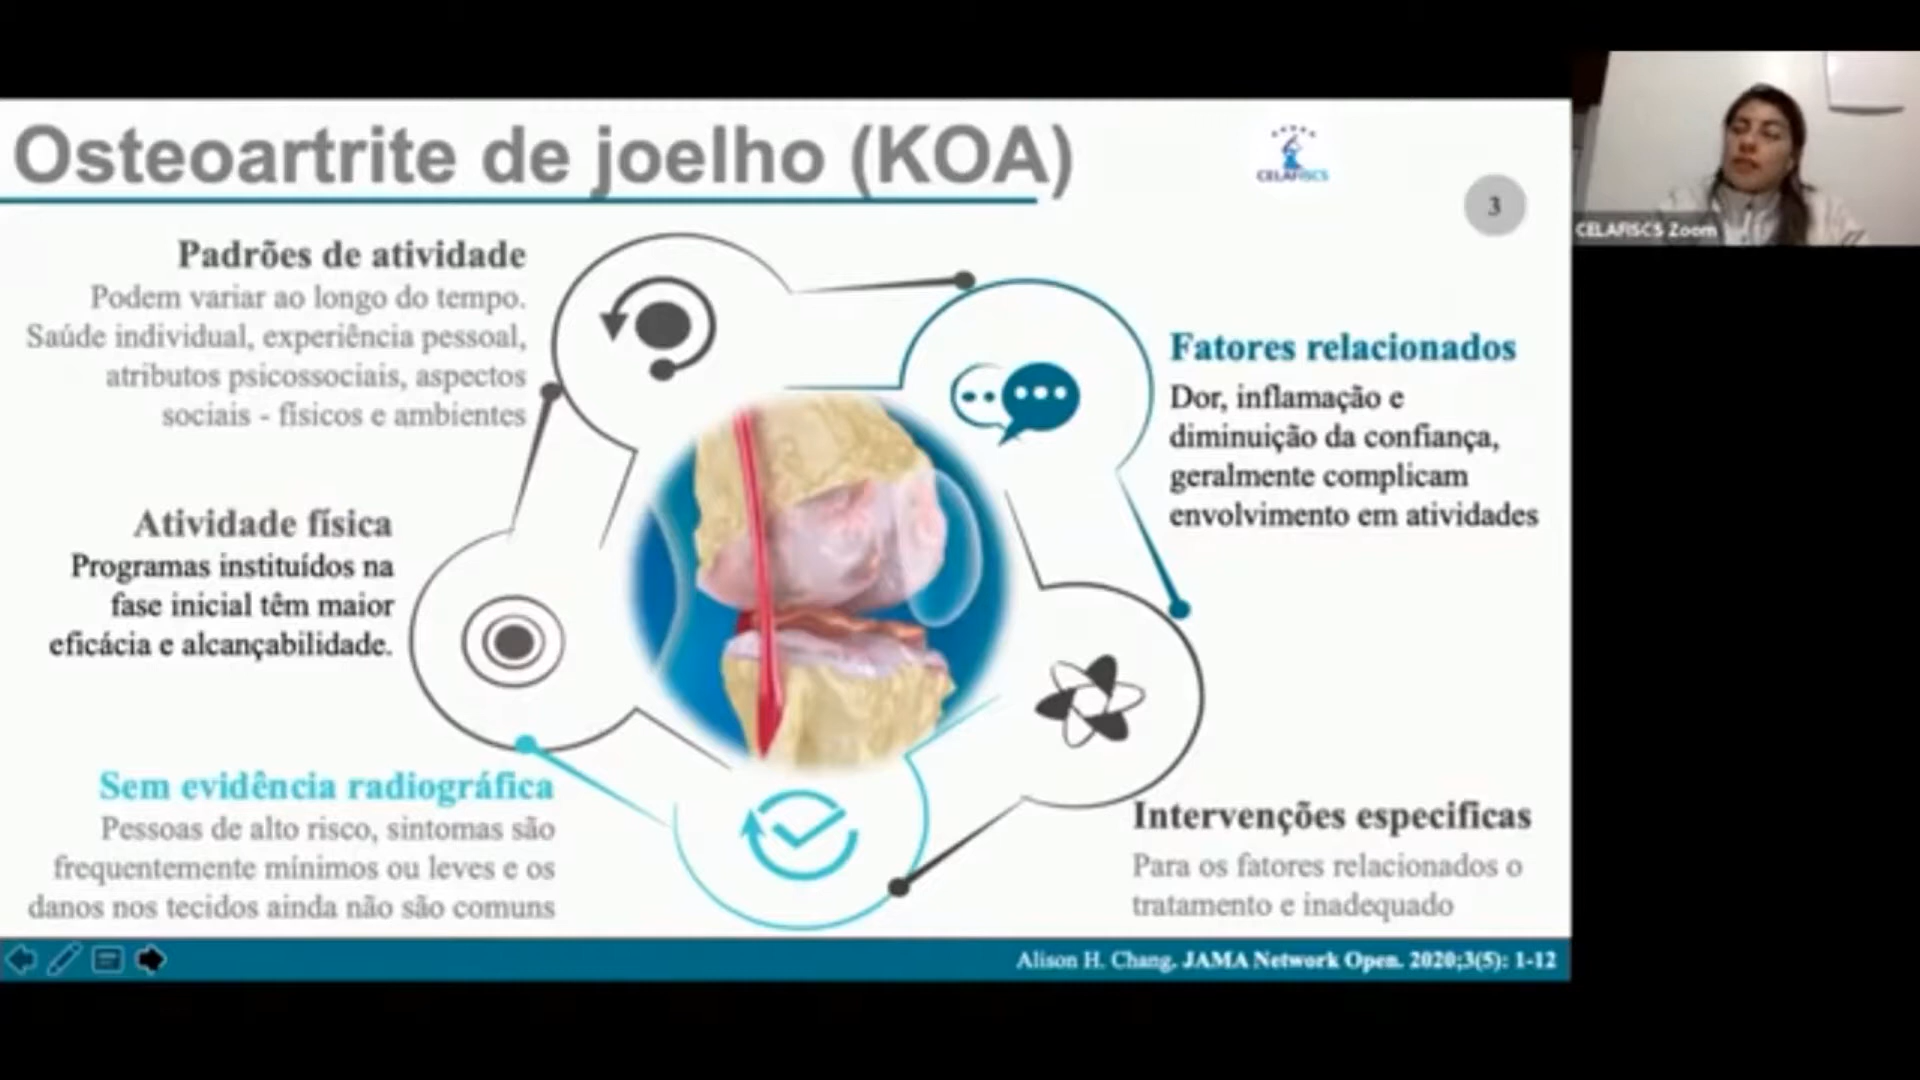 Osteoartrite de joelho (KOA)
CELAFISCS
3
CELAFISCS Zoom
Padrões de atividade
Podem variar ao longo do tempo.
Saúde individual, experiência pessoal,
atributos psicossociais, aspectos
sociais - físicos e ambientes
Fatores relacionados
Dor, inflamação e
diminuição da confiança,
geralmente complicam
envolvimento em atividades
Atividade física
Programas instituídos na
fase inicial têm maior
eficácia e alcançabilidade.
Sem evidência radiográfica
Pessoas de alto risco, sintomas são
frequentemente mínimos ou leves e os
danos nos tecidos ainda não são comuns
Intervenções especificas
Para os fatores relacionados o
tratamento e inadequado
Alison H. Chang. JAMA Network Open. 2020;3(5): 1-12